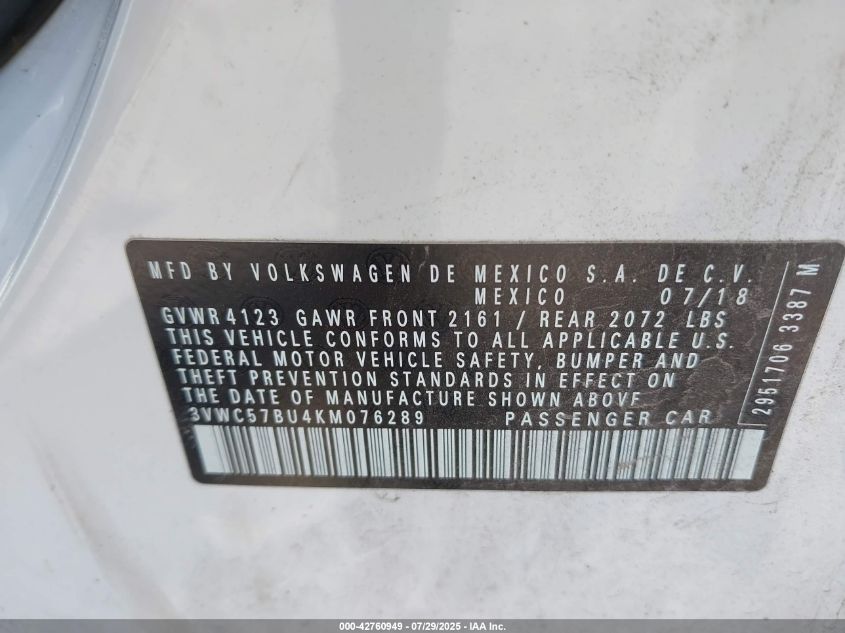 MFD BY VOLKSWAGEN DE MEXICO S.A. DE C.V.
MEXICO 07/18
GVWR 4123 GAWR FRONT 2161 / REAR 2072 LBS
THIS VEHICLE CONFORMS TO ALL APPLICABLE U.S.
FEDERAL MOTOR VEHICLE SAFETY, BUMPER AND
THEFT PREVENTION STANDARDS IN EFFECT ON
THE DATE OF MANUFACTURE SHOWN ABOVE.
3VWC57BU4KM076289 PASSENGER CAR
2951706 3387 M
000-42760949 - 07/29/2025 - IAA Inc.